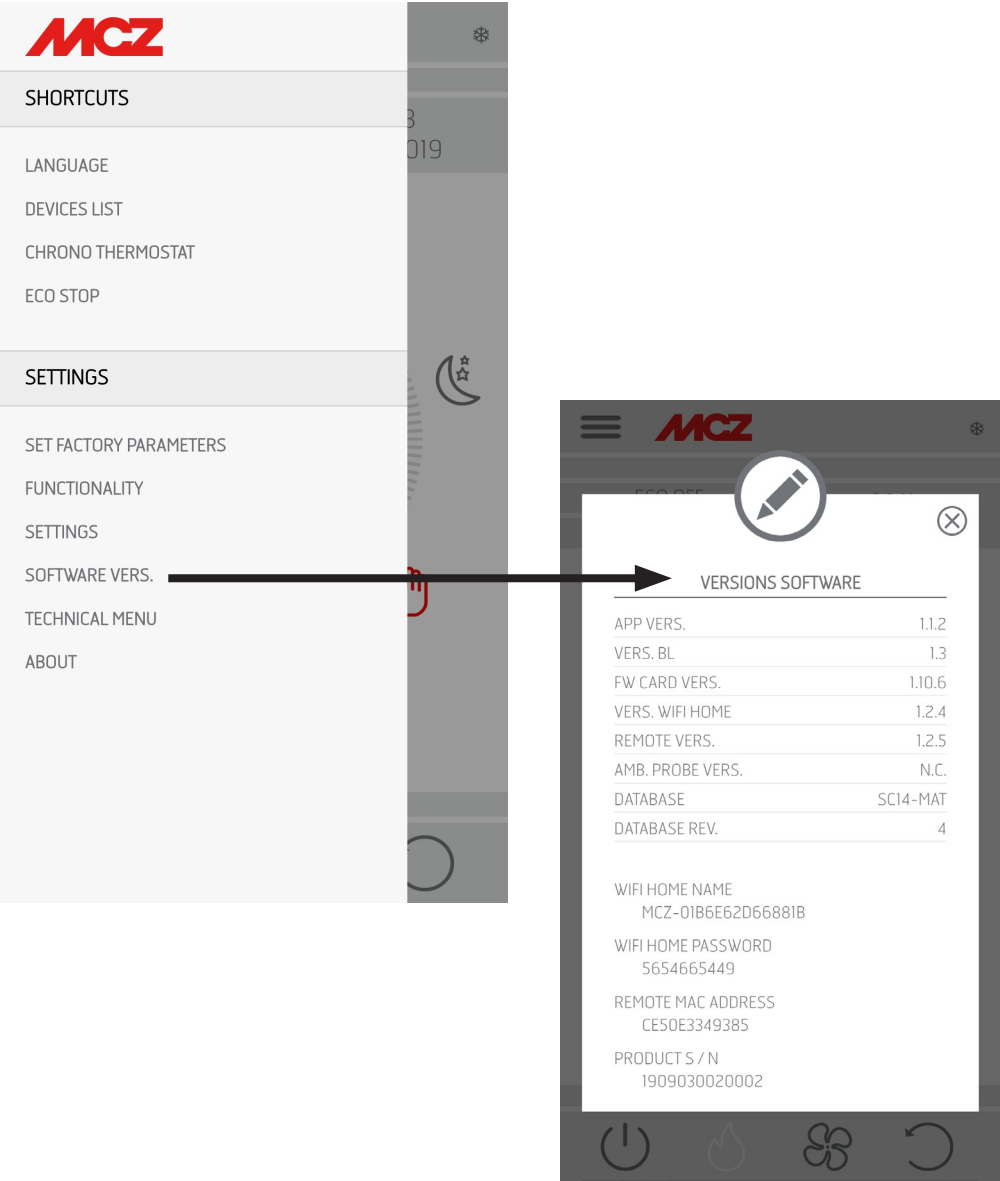 MCZ
SHORTCUTS
LANGUAGE
DEVICES LIST
CHRONO THERMOSTAT
ECO STOP
SETTINGS
SET FACTORY PARAMETERS
FUNCTIONALITY
SETTINGS
SOFTWARE VERS.
TECHNICAL MENU
ABOUT
019
MCZ
VERSIONS SOFTWARE
APP VERS. 1.1.2
VERS. BL 1.3
FW CARD VERS. 1.10.6
VERS. WIFI HOME 1.2.4
REMOTE VERS. 1.2.5
AMB. PROBE VERS. N.C.
DATABASE SC14-MAT
DATABASE REV. 4
WIFI HOME NAME
MCZ-01B6E62D66881B
WIFI HOME PASSWORD
5654665449
REMOTE MAC ADDRESS
CE50E3349385
PRODUCT S / N
1909030020002